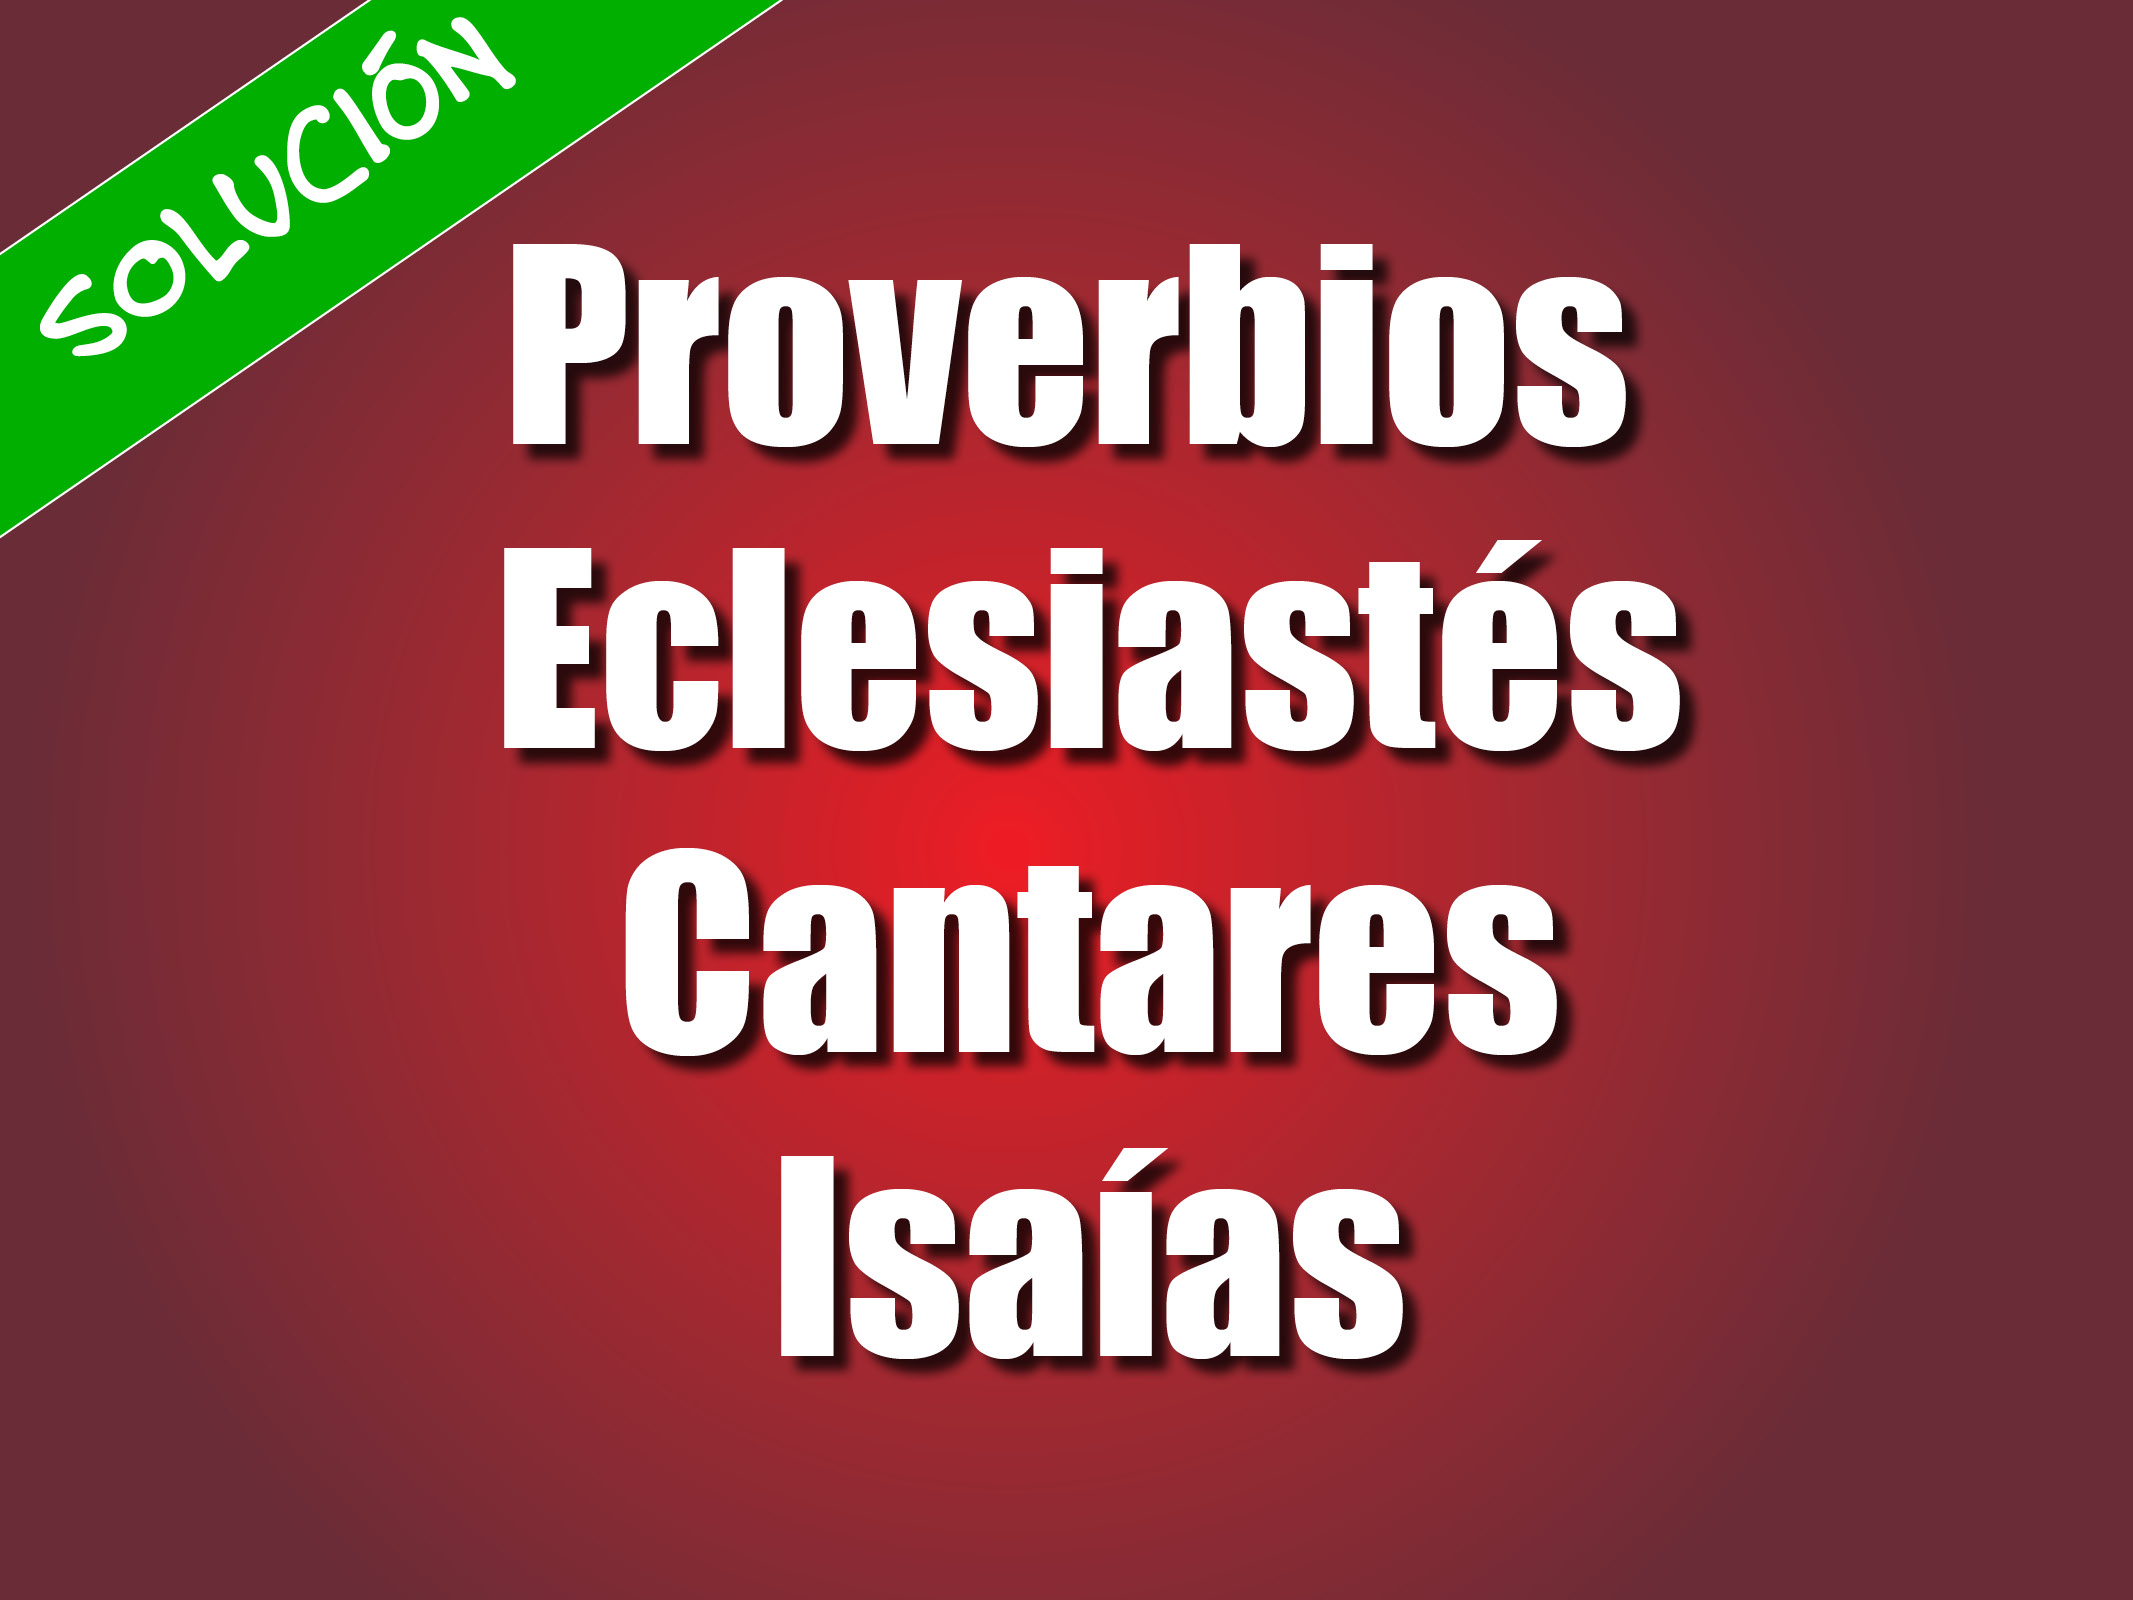 SOLUCIÓN
Proverbios
Eclesiastés
Cantares
Isaías